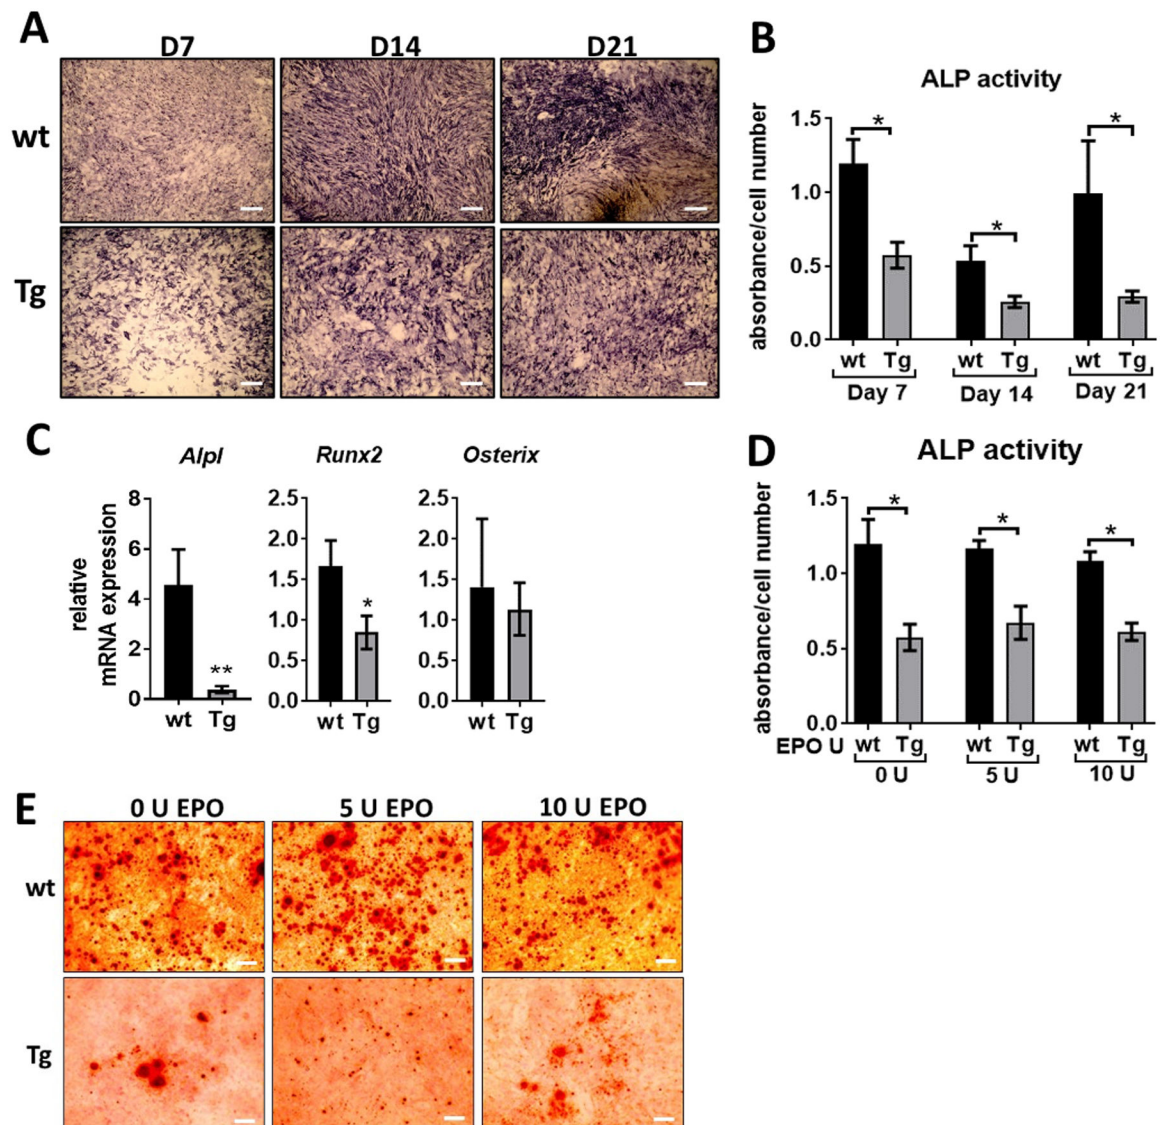 A
D7 D14 D21
wt
Tg
B
ALP activity
absorbance/cell number
1.5
1.0
0.5
0.0
* * *
wt Tg wt Tg wt Tg
Day 7 Day 14 Day 21
C
Alpl Runx2 Osterix
relative
mRNA expression
8
6
4
2
0
**
wt Tg
2.5
2.0
1.5
1.0
0.5
0.0
*
wt Tg
2.5
2.0
1.5
1.0
0.5
0.0
wt Tg
D
ALP activity
absorbance/cell number
1.5
1.0
0.5
0.0
* * *
EPO U wt Tg wt Tg wt Tg
0 U 5 U 10 U
E
0 U EPO 5 U EPO 10 U EPO
wt
Tg